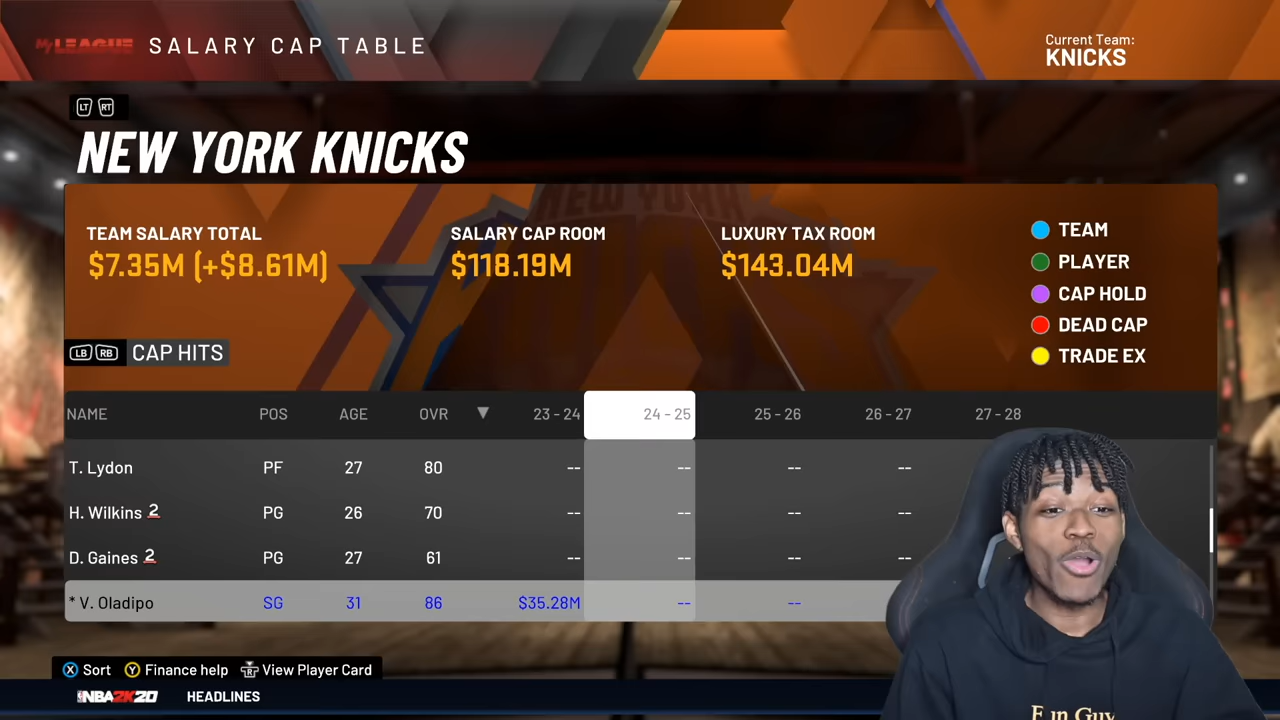 MyLEAGUE SALARY CAP TABLE
Current Team:
KNICKS
LT RT
NEW YORK KNICKS
NEW YORK
TEAM SALARY TOTAL SALARY CAP ROOM LUXURY TAX ROOM
$7.35M (+$8.61M) $118.19M $143.04M
TEAM
PLAYER
CAP HOLD
DEAD CAP
TRADE EX
LB RB CAP HITS
NAME POS AGE OVR ▼ 23 - 24 24 - 25 25 - 26 26 - 27 27 - 28
T. Lydon PF 27 80 -- -- -- --
H. Wilkins 2 PG 26 70 -- -- -- --
D. Gaines 2 PG 27 61 -- -- -- --
* V. Oladipo SG 31 86 $35.28M -- --
X Sort Y Finance help R View Player Card
NBA2K20 HEADLINES